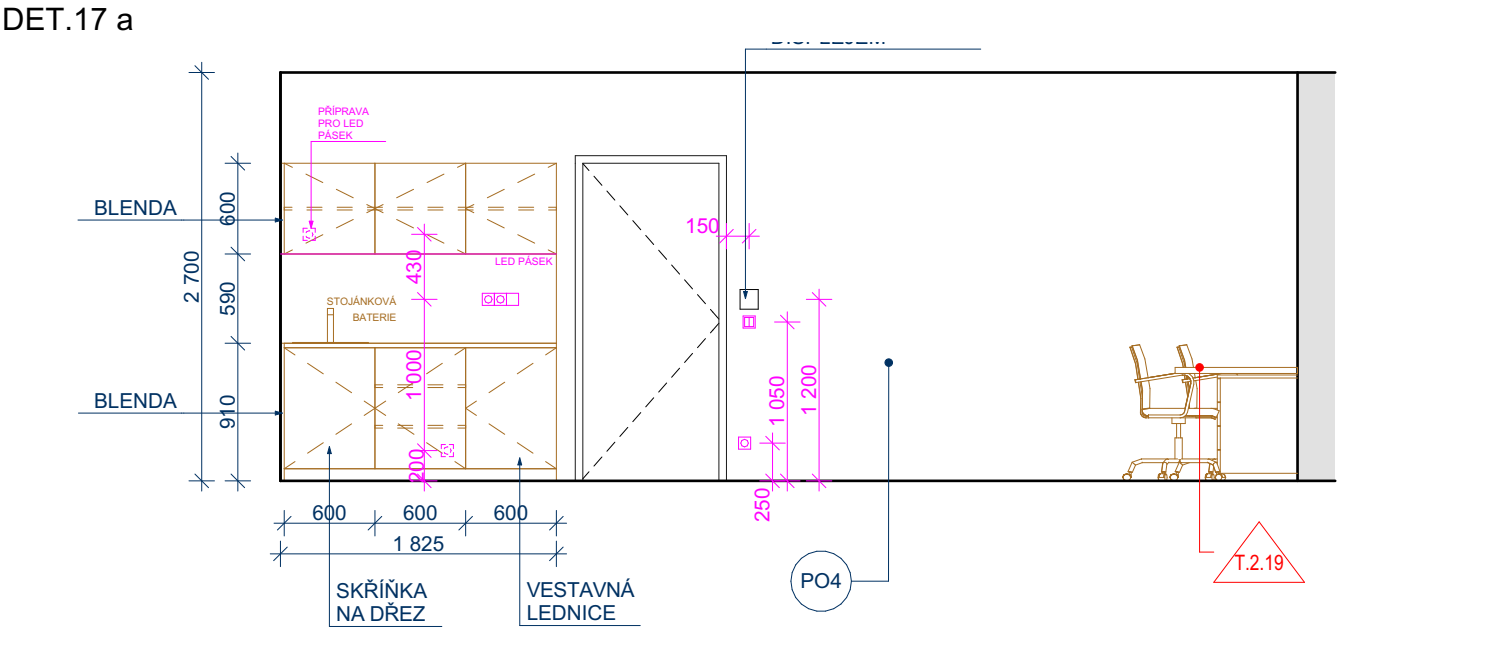 DET.17 a
PŘÍPRAVA
PRO LED
PÁSEK
BLENDA
600
150
2 700
430
LED PÁSEK
590
STOJÁNKOVÁ
BATERIE
1 000
1 050
1 200
BLENDA
910
200
250
600
600
600
1 825
T.2.19
PO4
SKŘÍŇKA
NA DŘEZ
VESTAVNÁ
LEDNICE